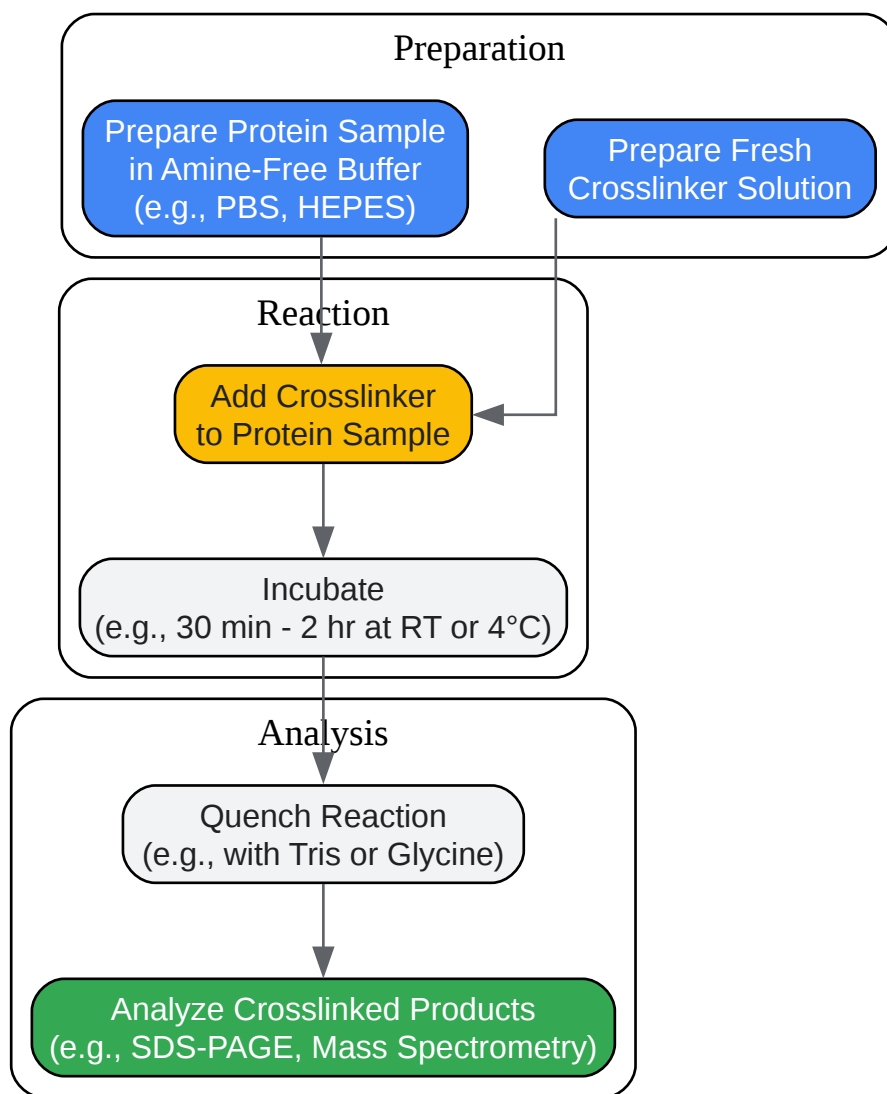 Preparation
Prepare Protein Sample
in Amine-Free Buffer
(e.g., PBS, HEPES)
Prepare Fresh
Crosslinker Solution
Reaction
Add Crosslinker
to Protein Sample
Incubate
(e.g., 30 min - 2 hr at RT or 4°C)
Analysis
Quench Reaction
(e.g., with Tris or Glycine)
Analyze Crosslinked Products
(e.g., SDS-PAGE, Mass Spectrometry)